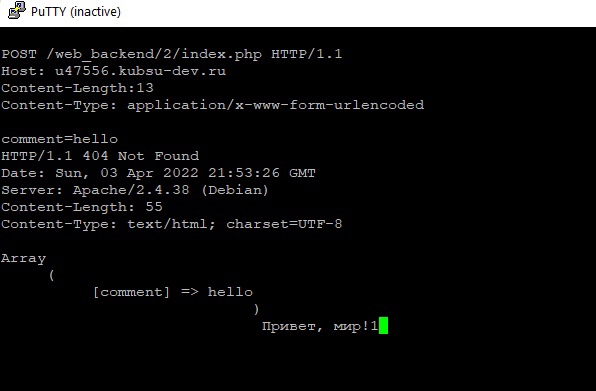 PuTTY (inactive)
POST /web_backend/2/index.php HTTP/1.1
Host: u47556.kubsu-dev.ru
Content-Length:13
Content-Type: application/x-www-form-urlencoded
comment=hello
HTTP/1.1 404 Not Found
Date: Sun, 03 Apr 2022 21:53:26 GMT
Server: Apache/2.4.38 (Debian)
Content-Length: 55
Content-Type: text/html; charset=UTF-8
Array
(
[comment] => hello
)
Привет, мир!1